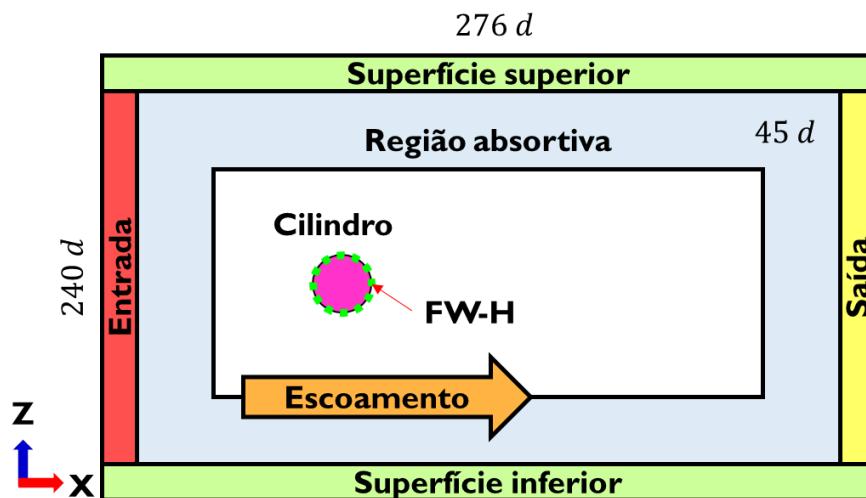 276 d
Superfície superior
45 d
Região absortiva
Cilindro
240 d
Entrada
Saída
FW-H
Escoamento
Z
X
Superfície inferior